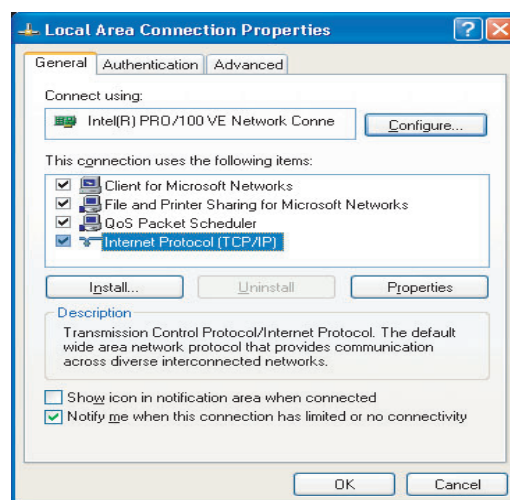 Local Area Connection Properties
General Authentication Advanced
Connect using:
Intel(R) PRO/100 VE Network Conne
Configure...
This connection uses the following items:
Client for Microsoft Networks
File and Printer Sharing for Microsoft Networks
QoS Packet Scheduler
Internet Protocol (TCP/IP)
Install... Uninstall Properties
Description
Transmission Control Protocol/Internet Protocol. The default
wide area network protocol that provides communication
across diverse interconnected networks.
Show icon in notification area when connected
Notify me when this connection has limited or no connectivity
OK Cancel